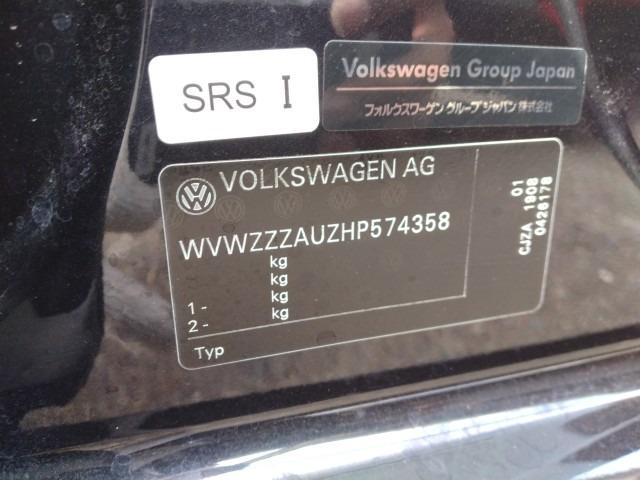 SRS I
Volkswagen Group Japan
フォルクスワーゲン グループ ジャパン 株式会社
VOLKSWAGEN AG
WVWZZZAUZHP574358
kg
kg
1 - kg
2 - kg
Typ
01
CJZA 1908
0426178